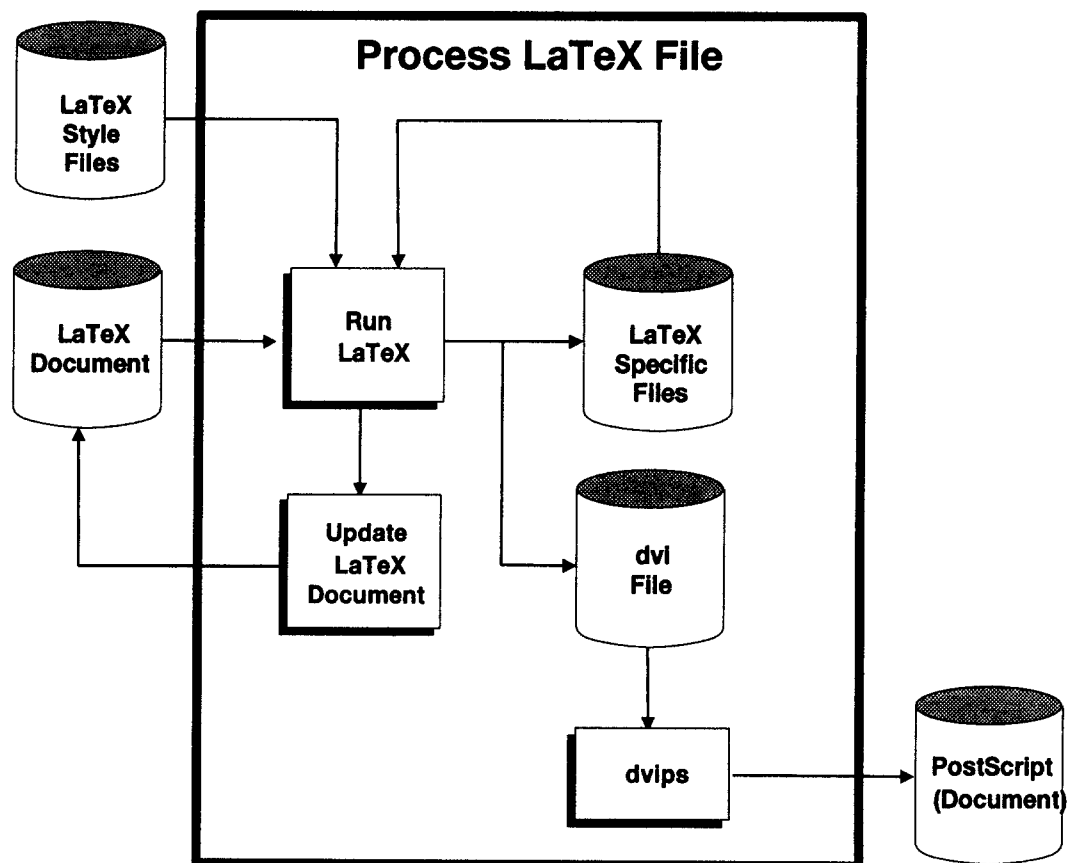 Process LaTeX File
LaTeX
Style
Files
LaTeX
Document
Run
LaTeX
LaTeX
Specific
Files
Update
LaTeX
Document
dvi
File
dvips
PostScript
(Document)